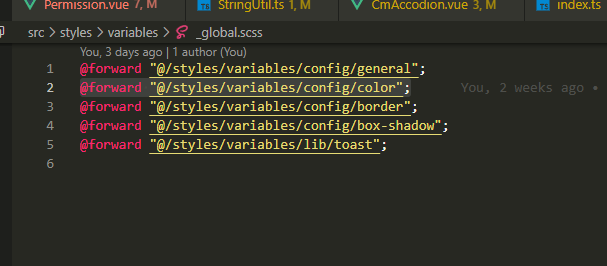 Permission.vue 7, M
StringUtil.ts 1, M
CmAccodion.vue 3, M
index.ts
src > styles > variables > _global.scss
You, 3 days ago | 1 author (You)
1 @forward "@/styles/variables/config/general";
2 @forward "@/styles/variables/config/color"; You, 2 weeks ago •
3 @forward "@/styles/variables/config/border";
4 @forward "@/styles/variables/config/box-shadow";
5 @forward "@/styles/variables/lib/toast";
6